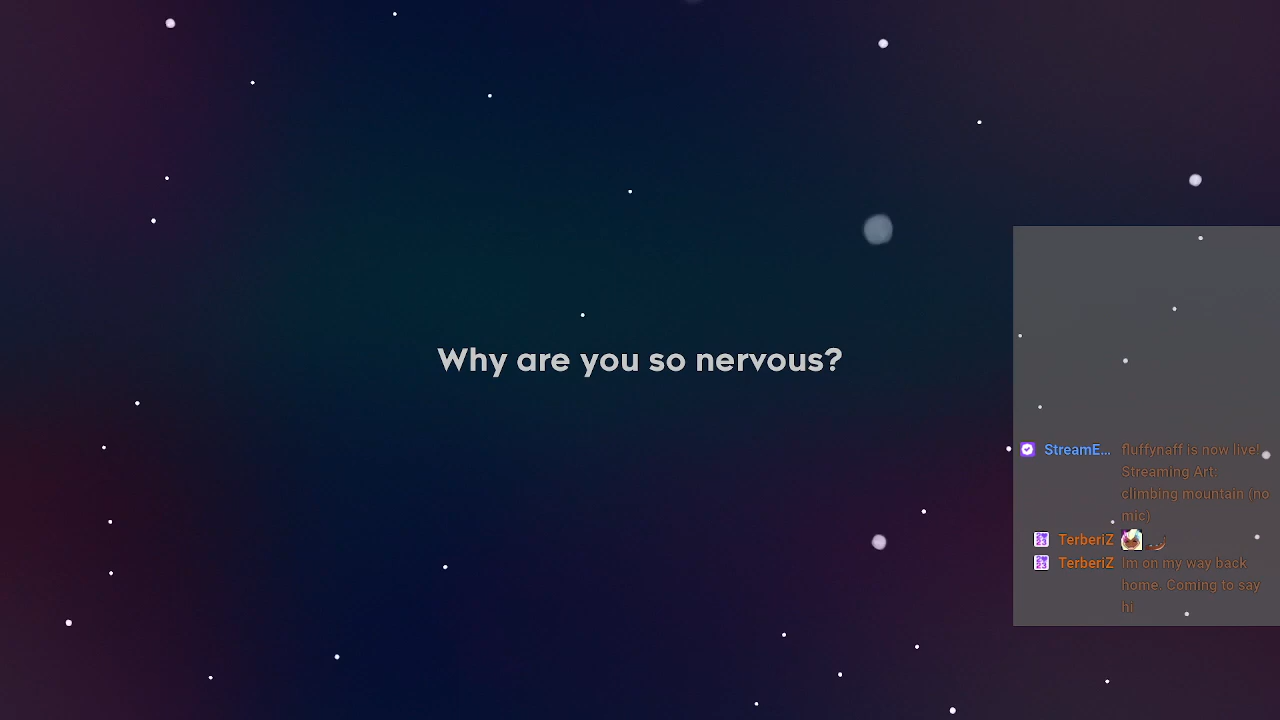 Why are you so nervous?
StreamE... fluffynaff is now live!
Streaming Art:
climbing mountain (no
mic)
TerberiZ
TerberiZ Im on my way back
home. Coming to say
hi